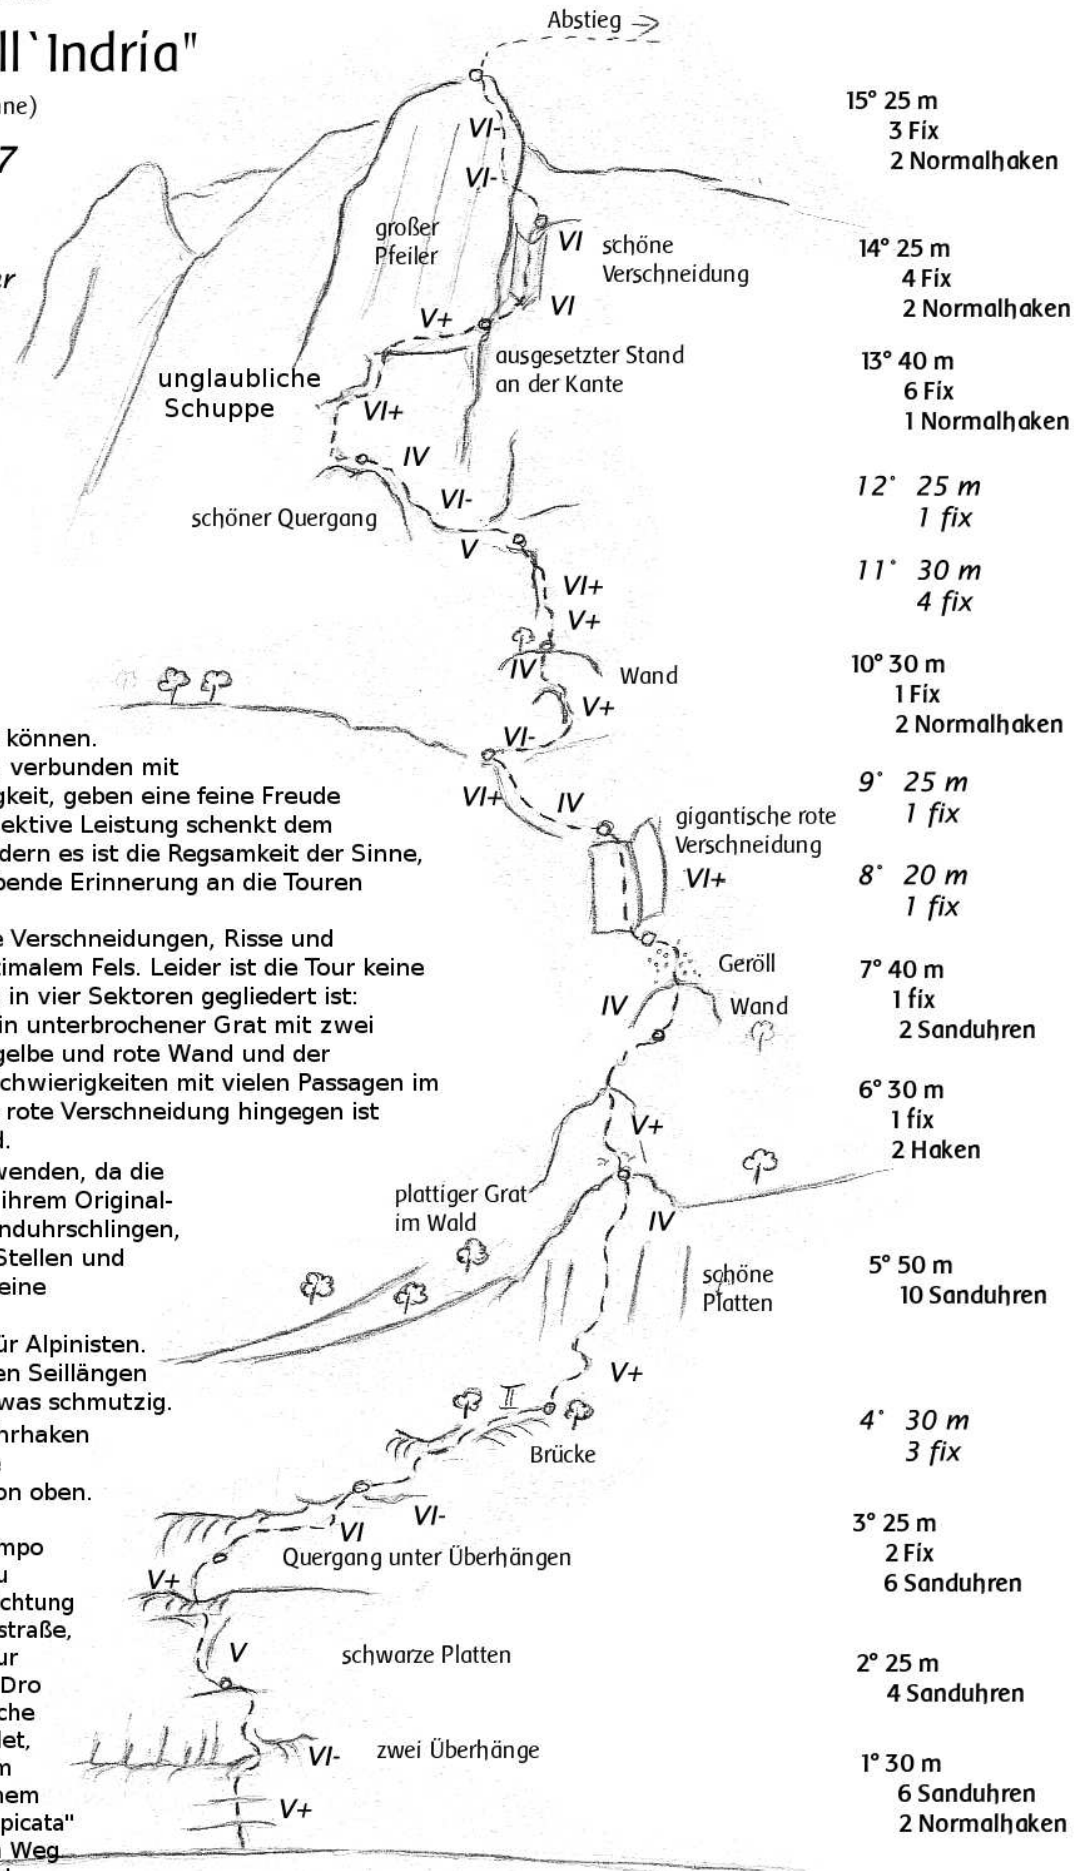 ll`Indría"
ne)
7
r
Abstieg
VI-
VI-
großer
Pfeiler
VI
schöne
Verschneidung
VI
V+
ausgesetzter Stand
an der Kante
unglaubliche
Schuppe
VI+
IV
VI-
schöner Quergang
V
VI+
V+
IV
Wand
V+
VI-
VI+
IV
gigantische rote
Verschneidung
VI+
Geröll
IV
Wand
V+
plattiger Grat
im Wald
IV
schöne
Platten
V+
II
Brücke
VI-
VI
Quergang unter Überhängen
V+
V
schwarze Platten
VI-
zwei Überhänge
V+
15° 25 m
3 Fix
2 Normalhaken
14° 25 m
4 Fix
2 Normalhaken
13° 40 m
6 Fix
1 Normalhaken
12° 25 m
1 fix
11° 30 m
4 fix
10° 30 m
1 Fix
2 Normalhaken
9° 25 m
1 fix
8° 20 m
1 fix
7° 40 m
1 fix
2 Sanduhren
6° 30 m
1 fix
2 Haken
5° 50 m
10 Sanduhren
4° 30 m
3 fix
3° 25 m
2 Fix
6 Sanduhren
2° 25 m
4 Sanduhren
1° 30 m
6 Sanduhren
2 Normalhaken
können.
verbunden mit
gkeit, geben eine feine Freude
ektive Leistung schenkt dem
dern es ist die Regsamkeit der Sinne,
bende Erinnerung an die Touren
e Verschneidungen, Risse und
timalem Fels. Leider ist die Tour keine
in vier Sektoren gegliedert ist:
in unterbrochener Grat mit zwei
gelbe und rote Wand und der
chwierigkeiten mit vielen Passagen im
rote Verschneidung hingegen ist
d.
wenden, da die
ihrem Original-
nduhrschlingen,
Stellen und
eine
ür Alpinisten.
en Seillängen
was schmutzig.
hrhaken
on oben.
mpo
u
chtung
straße,
ur
Dro
che
let,
m
nem
picata"
Weg